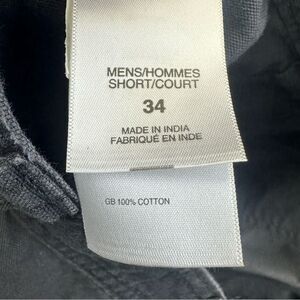 MENS/HOMMES
SHORT/COURT
34
MADE IN INDIA
FABRIQUÉ EN INDE
GB 100% COTTON